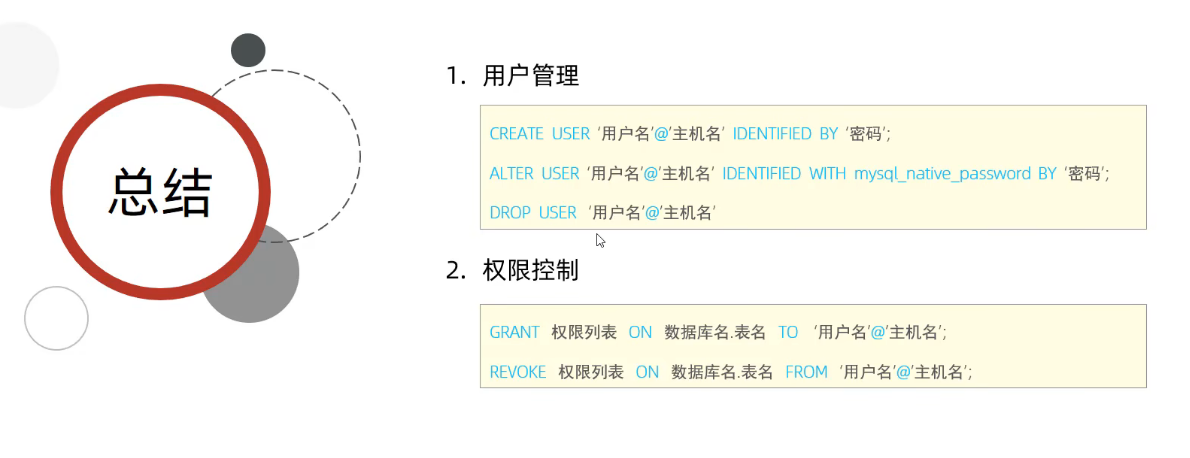 总结
1. 用户管理
CREATE USER '用户名'@'主机名' IDENTIFIED BY '密码';
ALTER USER '用户名'@'主机名' IDENTIFIED WITH mysql_native_password BY '密码';
DROP USER '用户名'@'主机名'
2. 权限控制
GRANT 权限列表 ON 数据库名.表名 TO '用户名'@'主机名';
REVOKE 权限列表 ON 数据库名.表名 FROM '用户名'@'主机名';